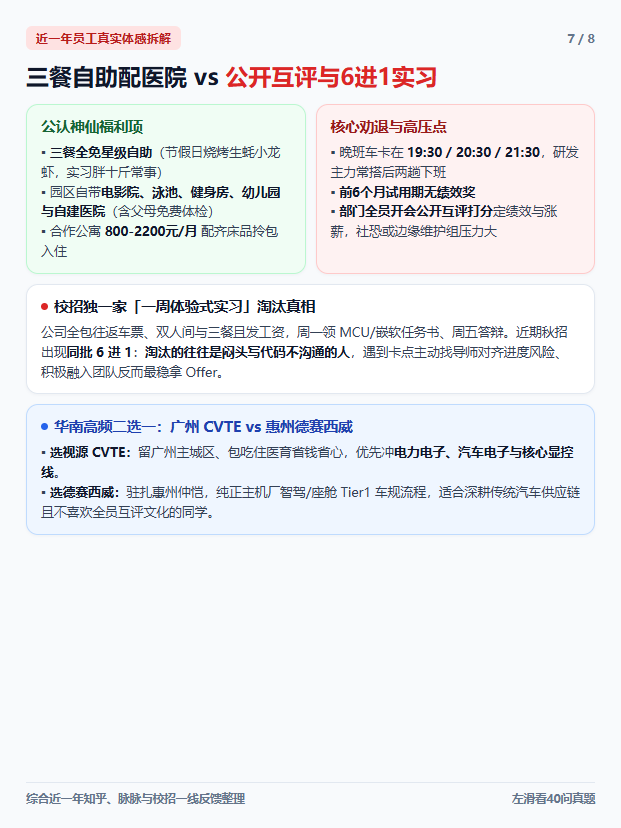 近一年员工真实体感拆解
7 / 8
三餐自助配医院 vs 公开互评与6进1实习
公认神仙福利项
▪ 三餐全免星级自助（节假日烧烤生蚝小龙
虾，实习胖十斤常事）
▪ 园区自带电影院、泳池、健身房、幼儿园
与自建医院（含父母免费体检）
▪ 合作公寓 800-2200元/月 配齐床品拎包
入住
核心劝退与高压点
▪ 晚班车卡在 19:30 / 20:30 / 21:30，研发
主力常搭后两趟下班
▪ 前6个月试用期无绩效奖
▪ 部门全员开会公开互评打分定绩效与涨
薪，社恐或边缘维护组压力大
校招独一家「一周体验式实习」淘汰真相
公司全包往返车票、双人间与三餐且发工资，周一领 MCU/嵌软任务书、周五答辩。近期秋招
出现同批 6 进 1：淘汰的往往是闷头写代码不沟通的人，遇到卡点主动找导师对齐进度风险、
积极融入团队反而最稳拿 Offer。
华南高频二选一：广州 CVTE vs 惠州德赛西威
▪ 选视源 CVTE：留广州主城区、包吃住医育省钱省心，优先冲电力电子、汽车电子与核心显控
线。
▪ 选德赛西威：驻扎惠州仲恺，纯正主机厂智驾/座舱 Tier1 车规流程，适合深耕传统汽车供应链
且不喜欢全员互评文化的同学。
综合近一年知乎、脉脉与校招一线反馈整理
左滑看40问真题